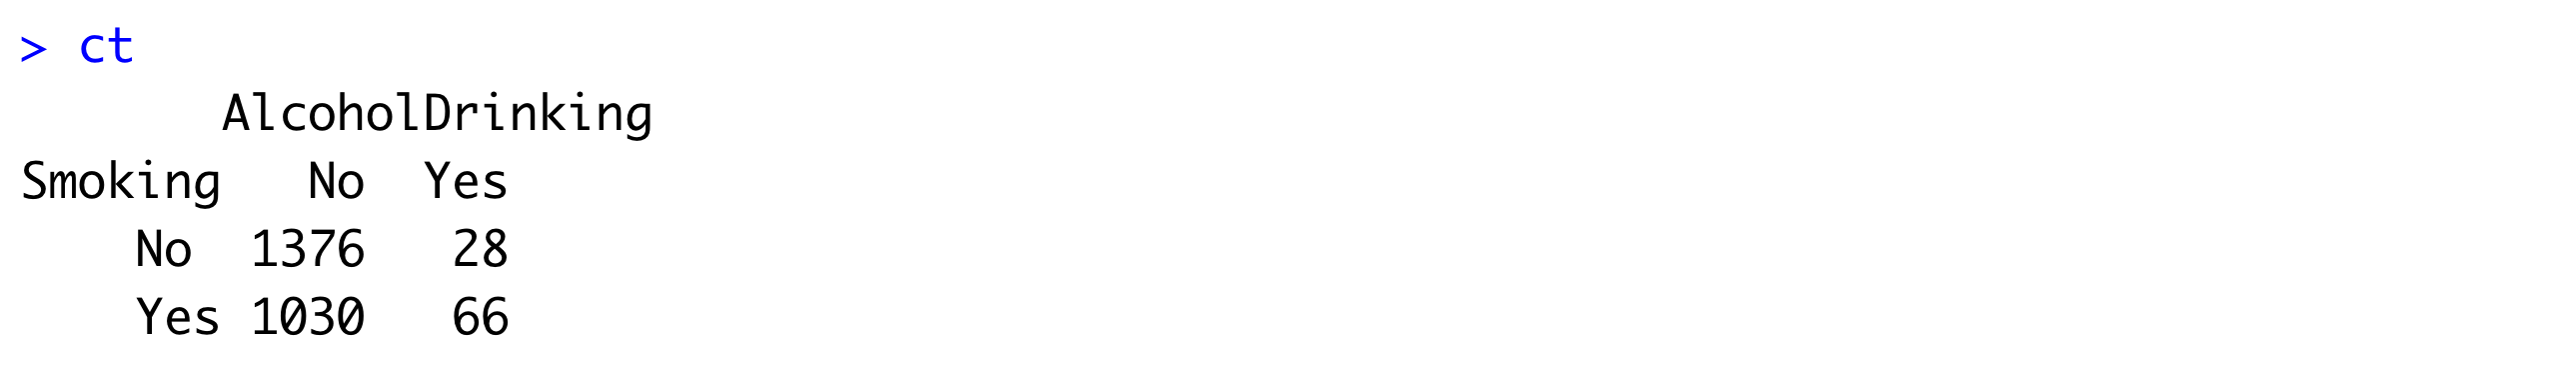 > ct
       AlcoholDrinking
Smoking   No  Yes
    No  1376   28
    Yes 1030   66